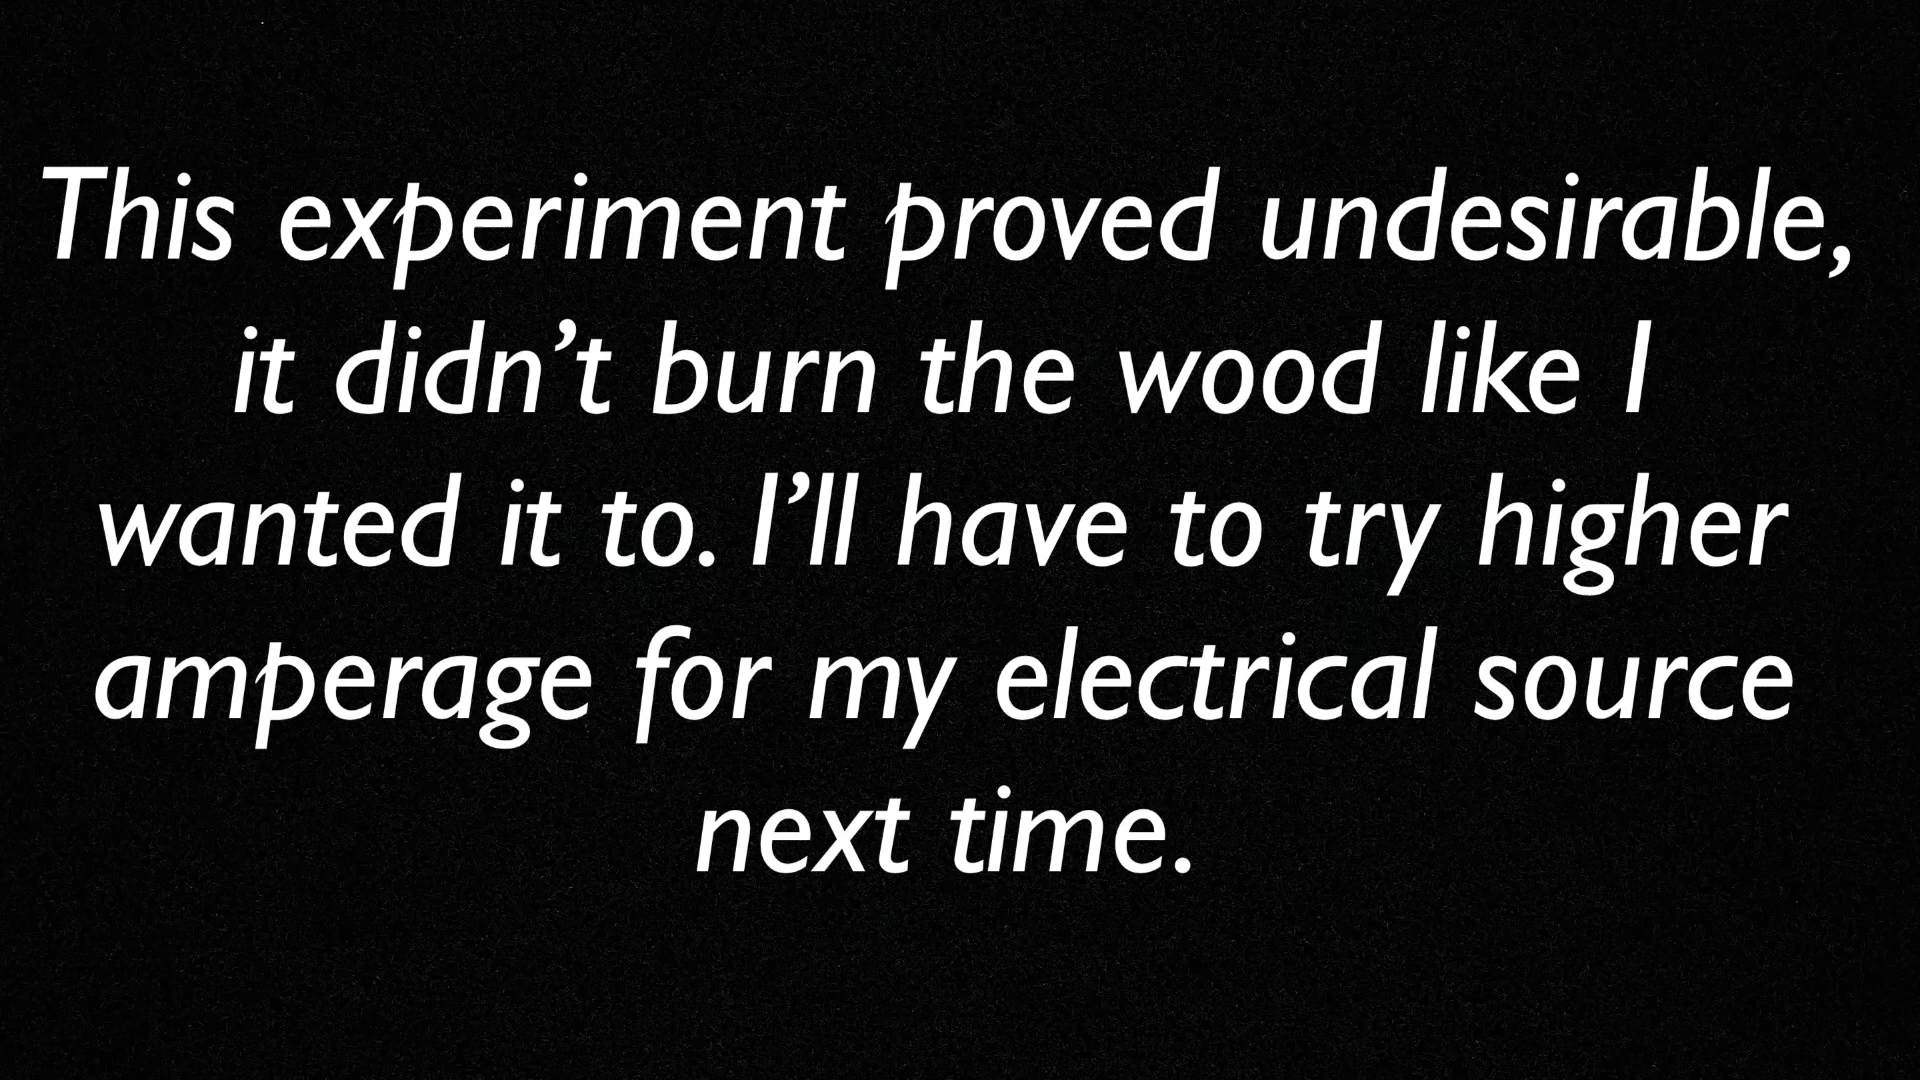 This experiment proved undesirable,
it didn’t burn the wood like I
wanted it to. I’ll have to try higher
amperage for my electrical source
next time.